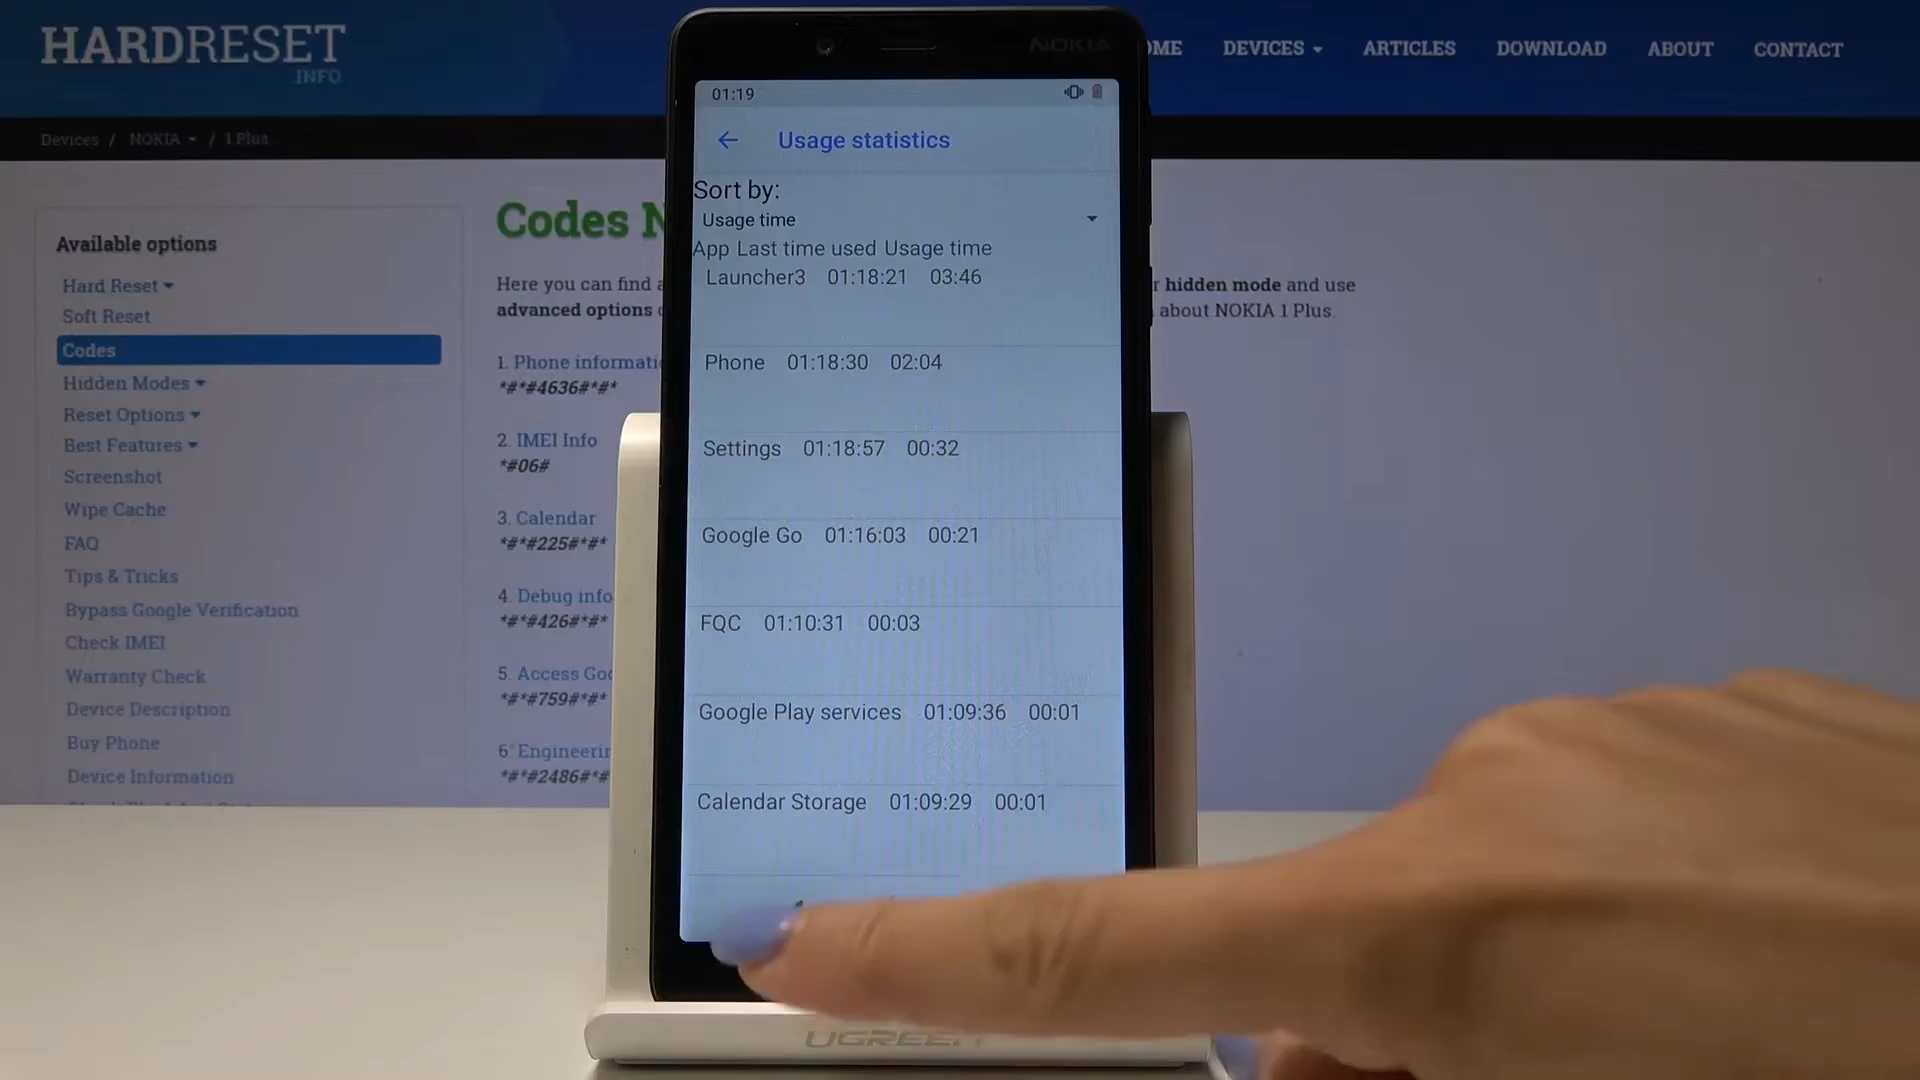 HARDRESET
.INFO
OME DEVICES ARTICLES DOWNLOAD ABOUT CONTACT
Devices / NOKIA / 1 Plus
Available options
Hard Reset
Soft Reset
Codes
Hidden Modes
Reset Options
Best Features
Screenshot
Wipe Cache
FAQ
Tips & Tricks
Bypass Google Verification
Check IMEI
Warranty Check
Device Description
Buy Phone
Device Information
Codes N
Here you can find a
advanced options
hidden mode and use
about NOKIA 1 Plus.
1. Phone informati
*#*#4636#*#*
2. IMEI Info
*#06#
3. Calendar
*#*#225#*#*
4. Debug info
*#*#426#*#*
5. Access Goo
*#*#759#*#*
6. Engineerin
*#*#2486#*#
NOKIA
01:19
Usage statistics
Sort by:
Usage time
App Last time used Usage time
Launcher3 01:18:21 03:46
Phone 01:18:30 02:04
Settings 01:18:57 00:32
Google Go 01:16:03 00:21
FQC 01:10:31 00:03
Google Play services 01:09:36 00:01
Calendar Storage 01:09:29 00:01
UGREEN